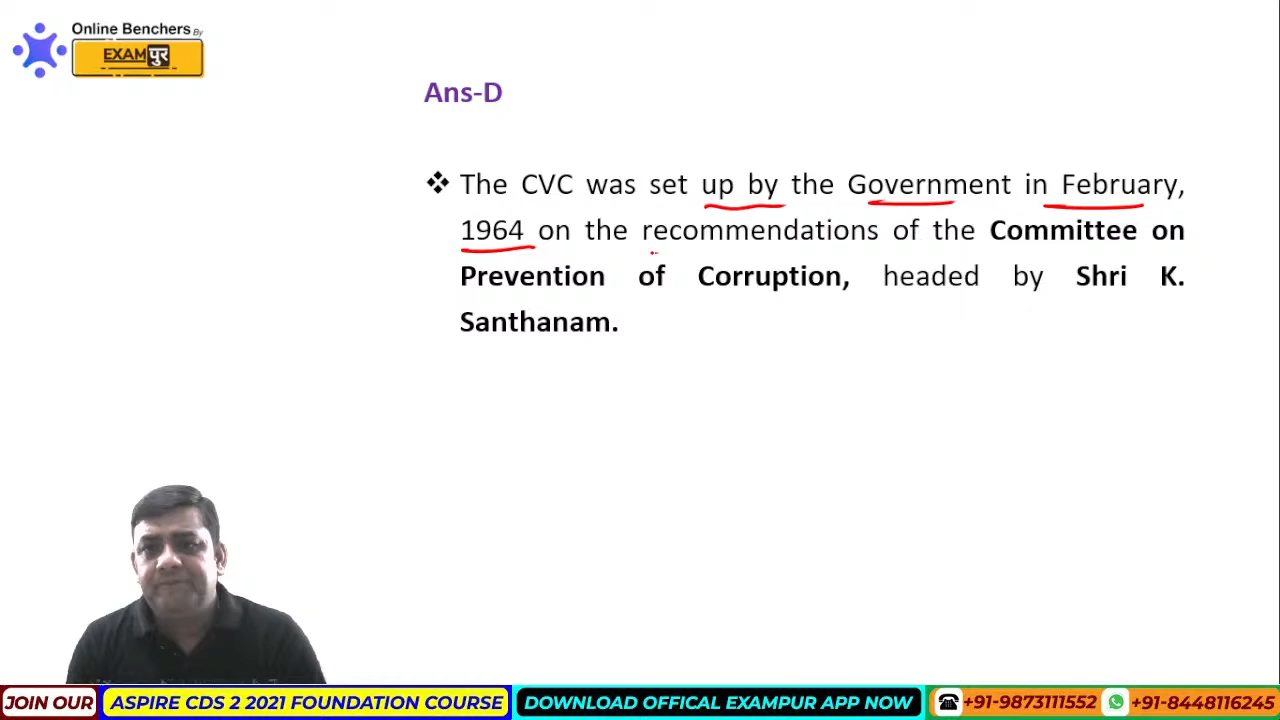 Online Benchers By
EXAMपुर
Ans-D
❖ The CVC was set up by the Government in February,
1964 on the recommendations of the Committee on
Prevention of Corruption, headed by Shri K.
Santhanam.
JOIN OUR ASPIRE CDS 2 2021 FOUNDATION COURSE DOWNLOAD OFFICAL EXAMPUR APP NOW +91-9873111552 +91-8448116245